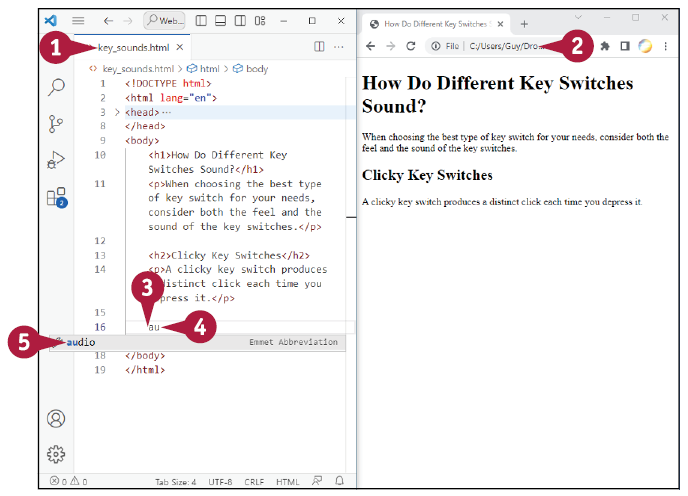 Web...
key_sounds.html
key_sounds.html > html > body
1 <!DOCTYPE html>
2 <html lang="en">
3 > <head>...
8 </head>
9 <body>
10 <h1>How Do Different Key
Switches Sound?</h1>
11 <p>When choosing the best type
of key switch for your needs,
consider both the feel and the
sound of the key switches.</p>
12
13 <h2>Clicky Key Switches</h2>
14 <p>A clicky key switch produces
distinct click each time you
press it.</p>
15
16 au
audio Emmet Abbreviation
18 </body>
19 </html>
2
0 0 Tab Size: 4 UTF-8 CRLF HTML
1
3
4
5
How Do Different Key Switches S
File C:/Users/Guy/Dro...
2
How Do Different Key Switches
Sound?
When choosing the best type of key switch for your needs, consider both the
feel and the sound of the key switches.
Clicky Key Switches
A clicky key switch produces a distinct click each time you depress it.